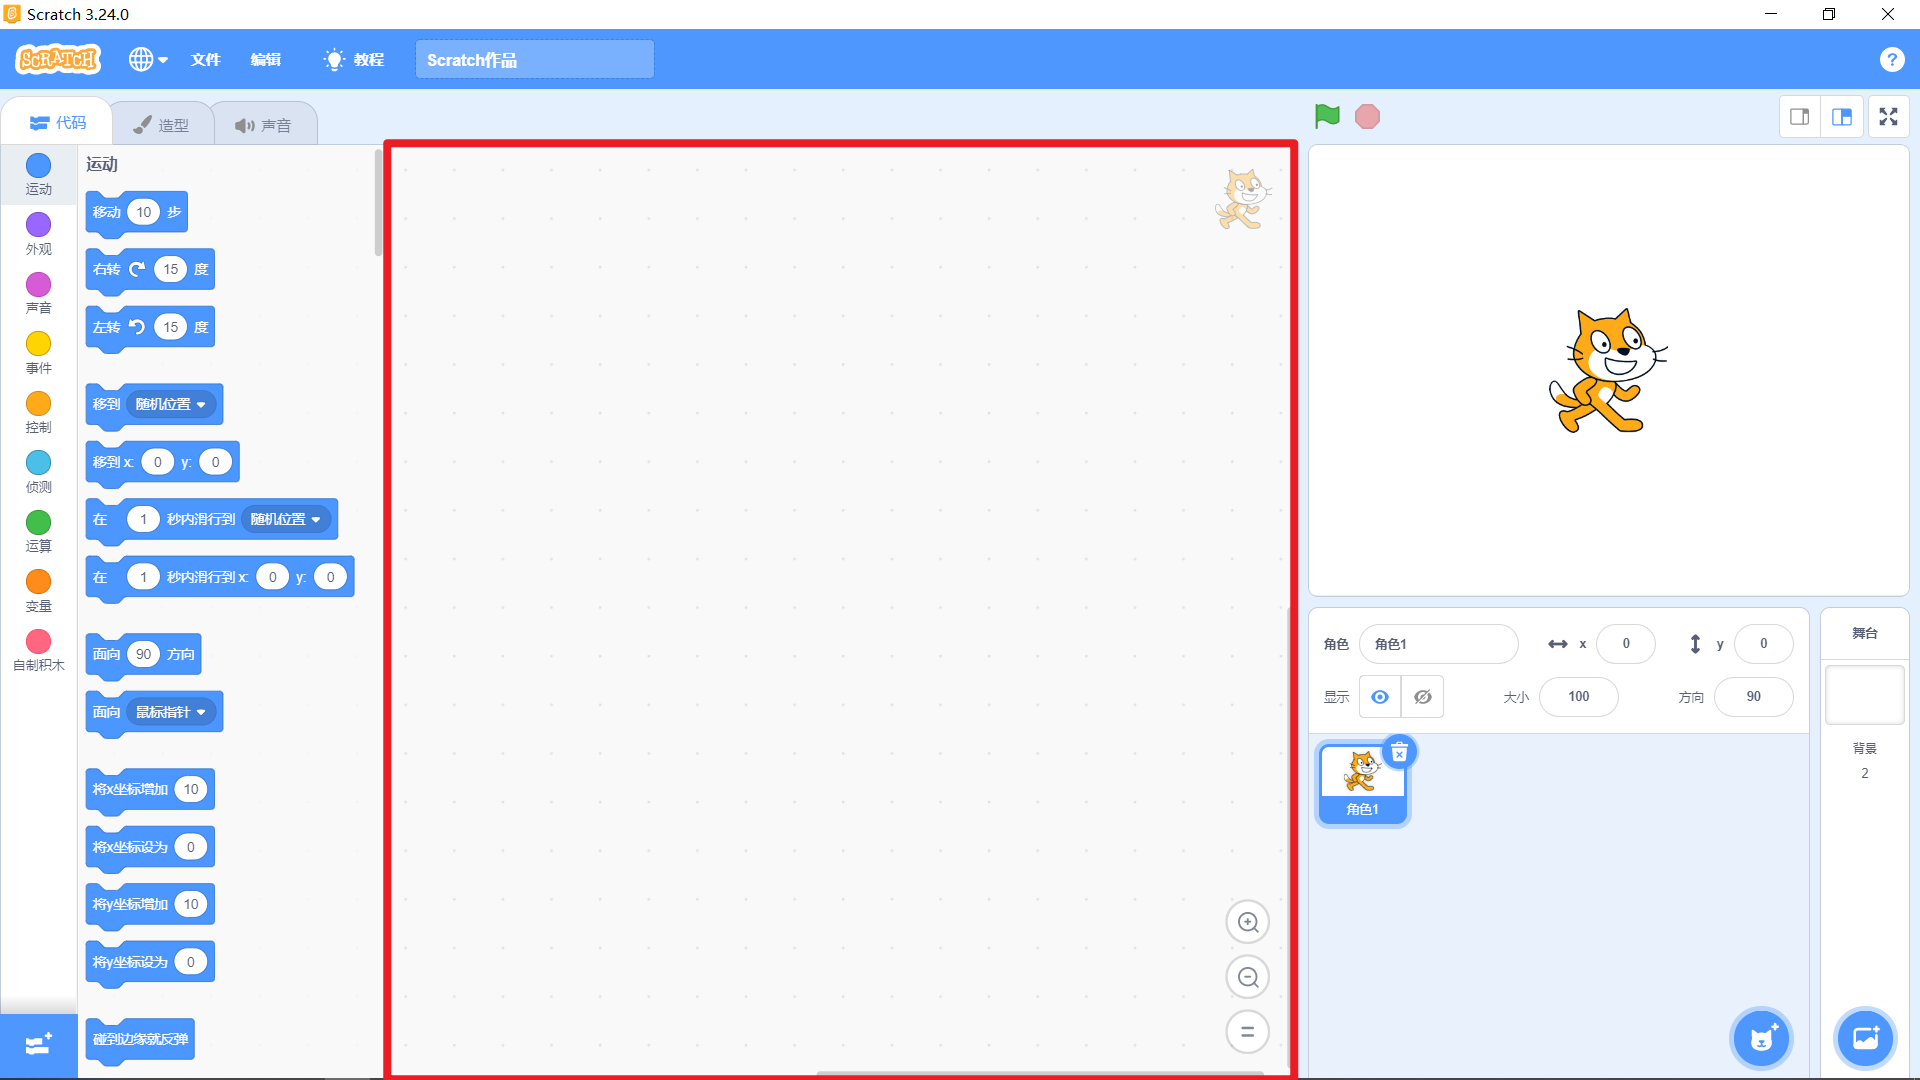 Scratch 3.24.0
SCRATCH 文件 编辑 教程 Scratch作品 ?
代码 造型 声音
运动
外观
声音
事件
控制
侦测
运算
变量
自制积木
运动
移动 10 步
右转 15 度
左转 15 度
移到 随机位置
移到 x: 0 y: 0
在 1 秒内滑行到 随机位置
在 1 秒内滑行到 x: 0 y: 0
面向 90 方向
面向 鼠标指针
将x坐标增加 10
将x坐标设为 0
将y坐标增加 10
将y坐标设为 0
碰到边缘就反弹
角色 角色1 x 0 y 0
显示 大小 100 方向 90
角色1
舞台
背景
2